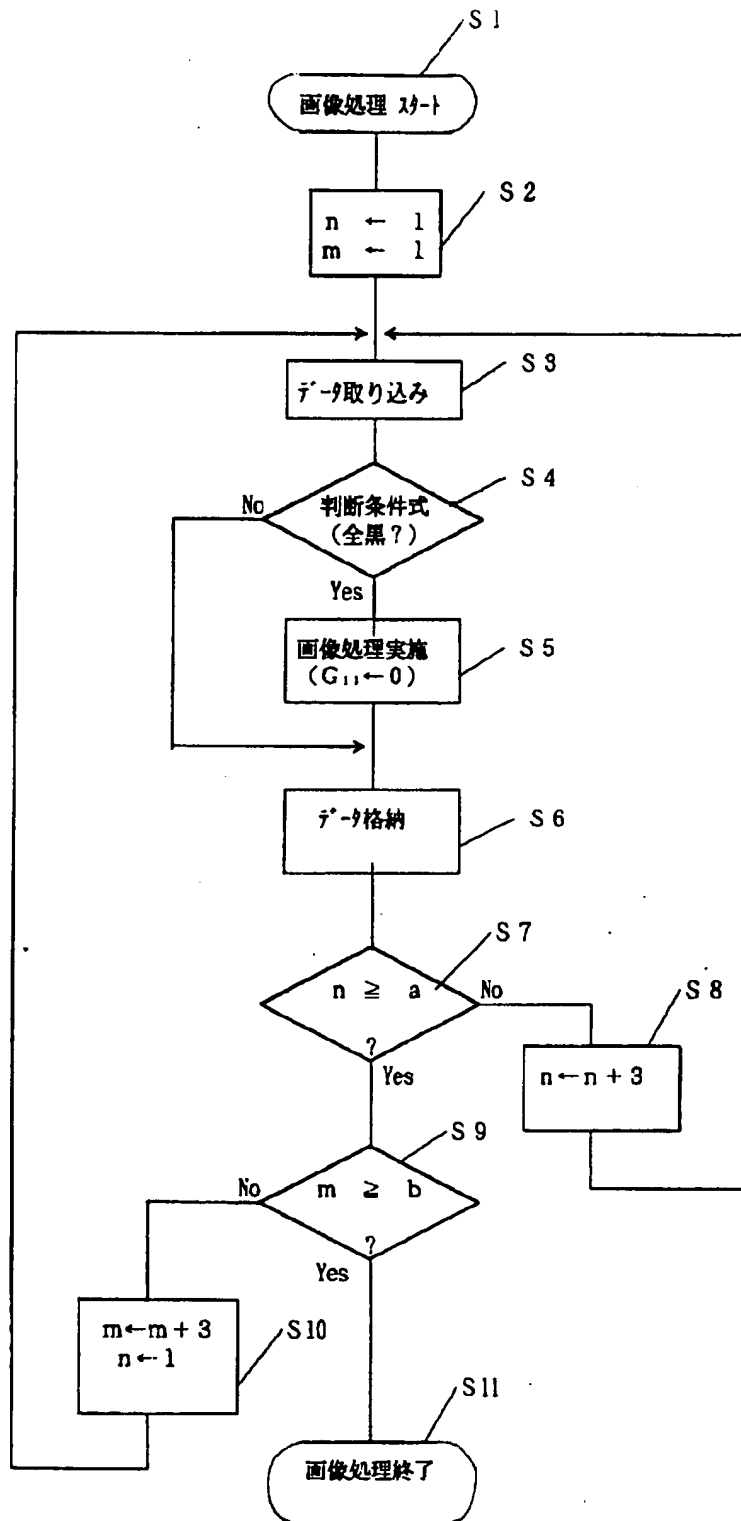 S1
画像処理 スタート
S2
n ← 1
m ← 1
S3
データ取り込み
S4
No
判断条件式
(全黒?)
Yes
画像処理実施
(G₁₁←0)
S5
データ格納
S6
S7
n ≧ a
?
No
Yes
S8
n←n+3
S9
No
m ≧ b
?
Yes
m←m+3
n←1
S10
S11
画像処理終了